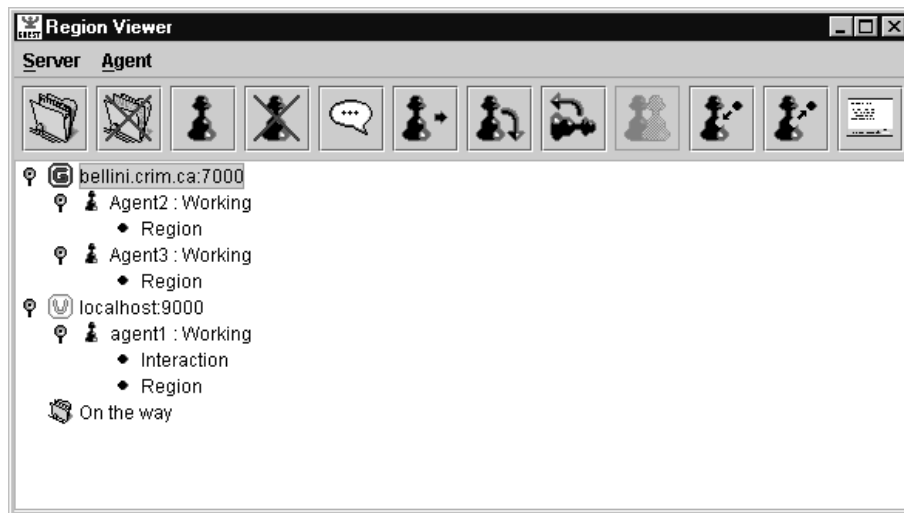 GUEST Region Viewer
Server Agent
bellini.crim.ca:7000
Agent2 : Working
Region
Agent3 : Working
Region
localhost:9000
agent1 : Working
Interaction
Region
On the way